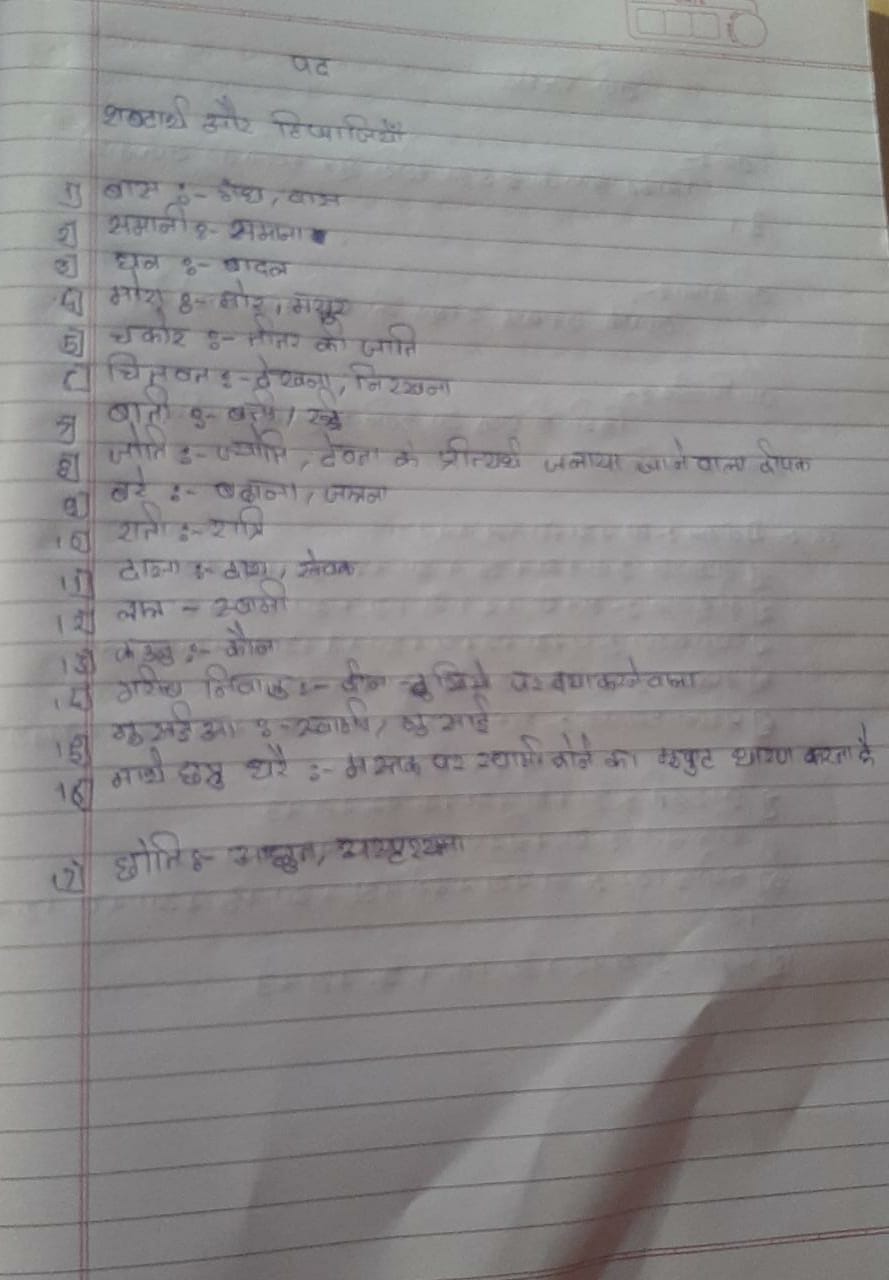 पद
शब्दार्थ और टिप्पणियाँ
1) बास :- गंध, वास
2) समानी :- समाना
3) घन :- बादल
4) मोरा :- मोर, मयूर
5) चकोर :- तीतर की जाति
6) चितवत :- देखना, निरखना
7) बाती :- बत्ती, रुई
8) जोति :- ज्योति, देवता के प्रीत्यर्थ जलाया जाने वाला दीपक
9) बरे :- बढ़ाना, जलना
10) राती :- रात्रि
11) दासा :- दास, सेवक
12) लाल - स्वामी
13) कउनु :- कौन
14) गरीब निवाजु :- दीन-दुखियों पर दया करने वाला
15) गुसईआ :- स्वामी, गुसाई
16) माथे छत्रु धरै :- मस्तक पर स्वामी होने का मुकुट धारण करता है
17) छोति :- अछूत, अस्पृश्यता